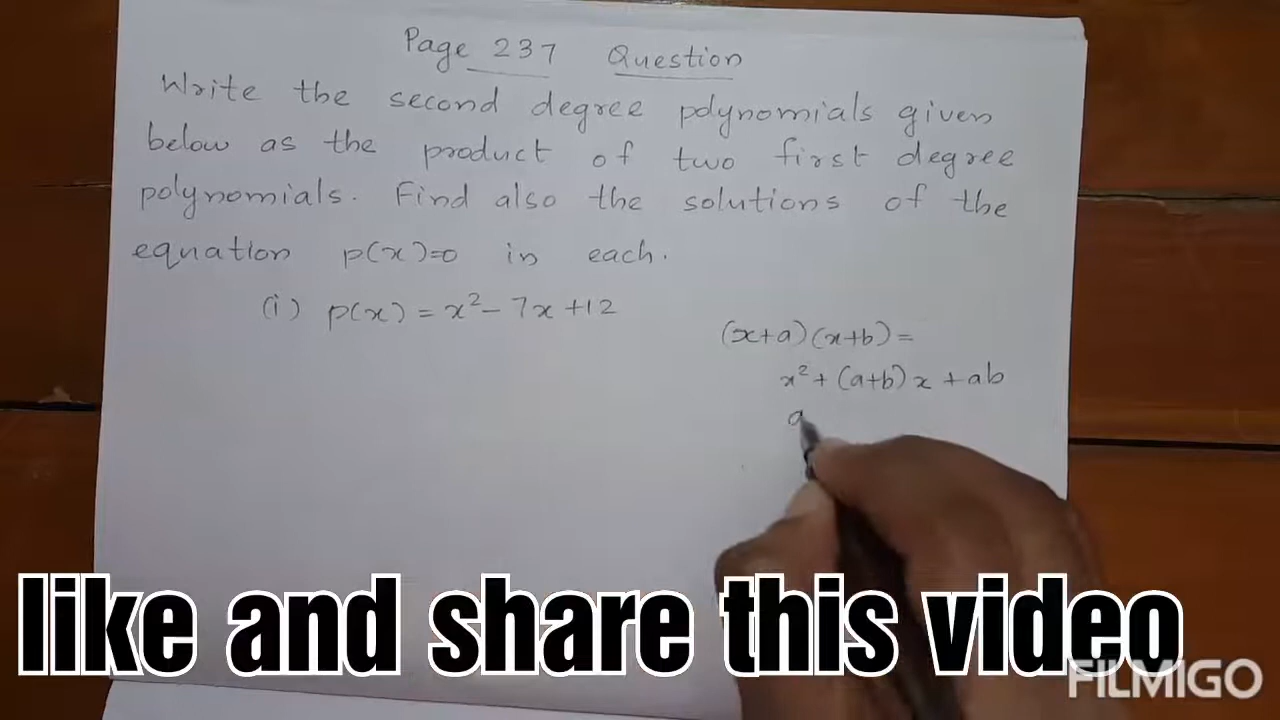 Page 237 Question
Write the second degree polynomials given
below as the product of two first degree
polynomials. Find also the solutions of the
equation p(x)=0 in each.
(i) p(x) = x² - 7x +12
(x+a)(x+b) =
x² + (a+b) x + ab
a
like and share this video
FILMIGO